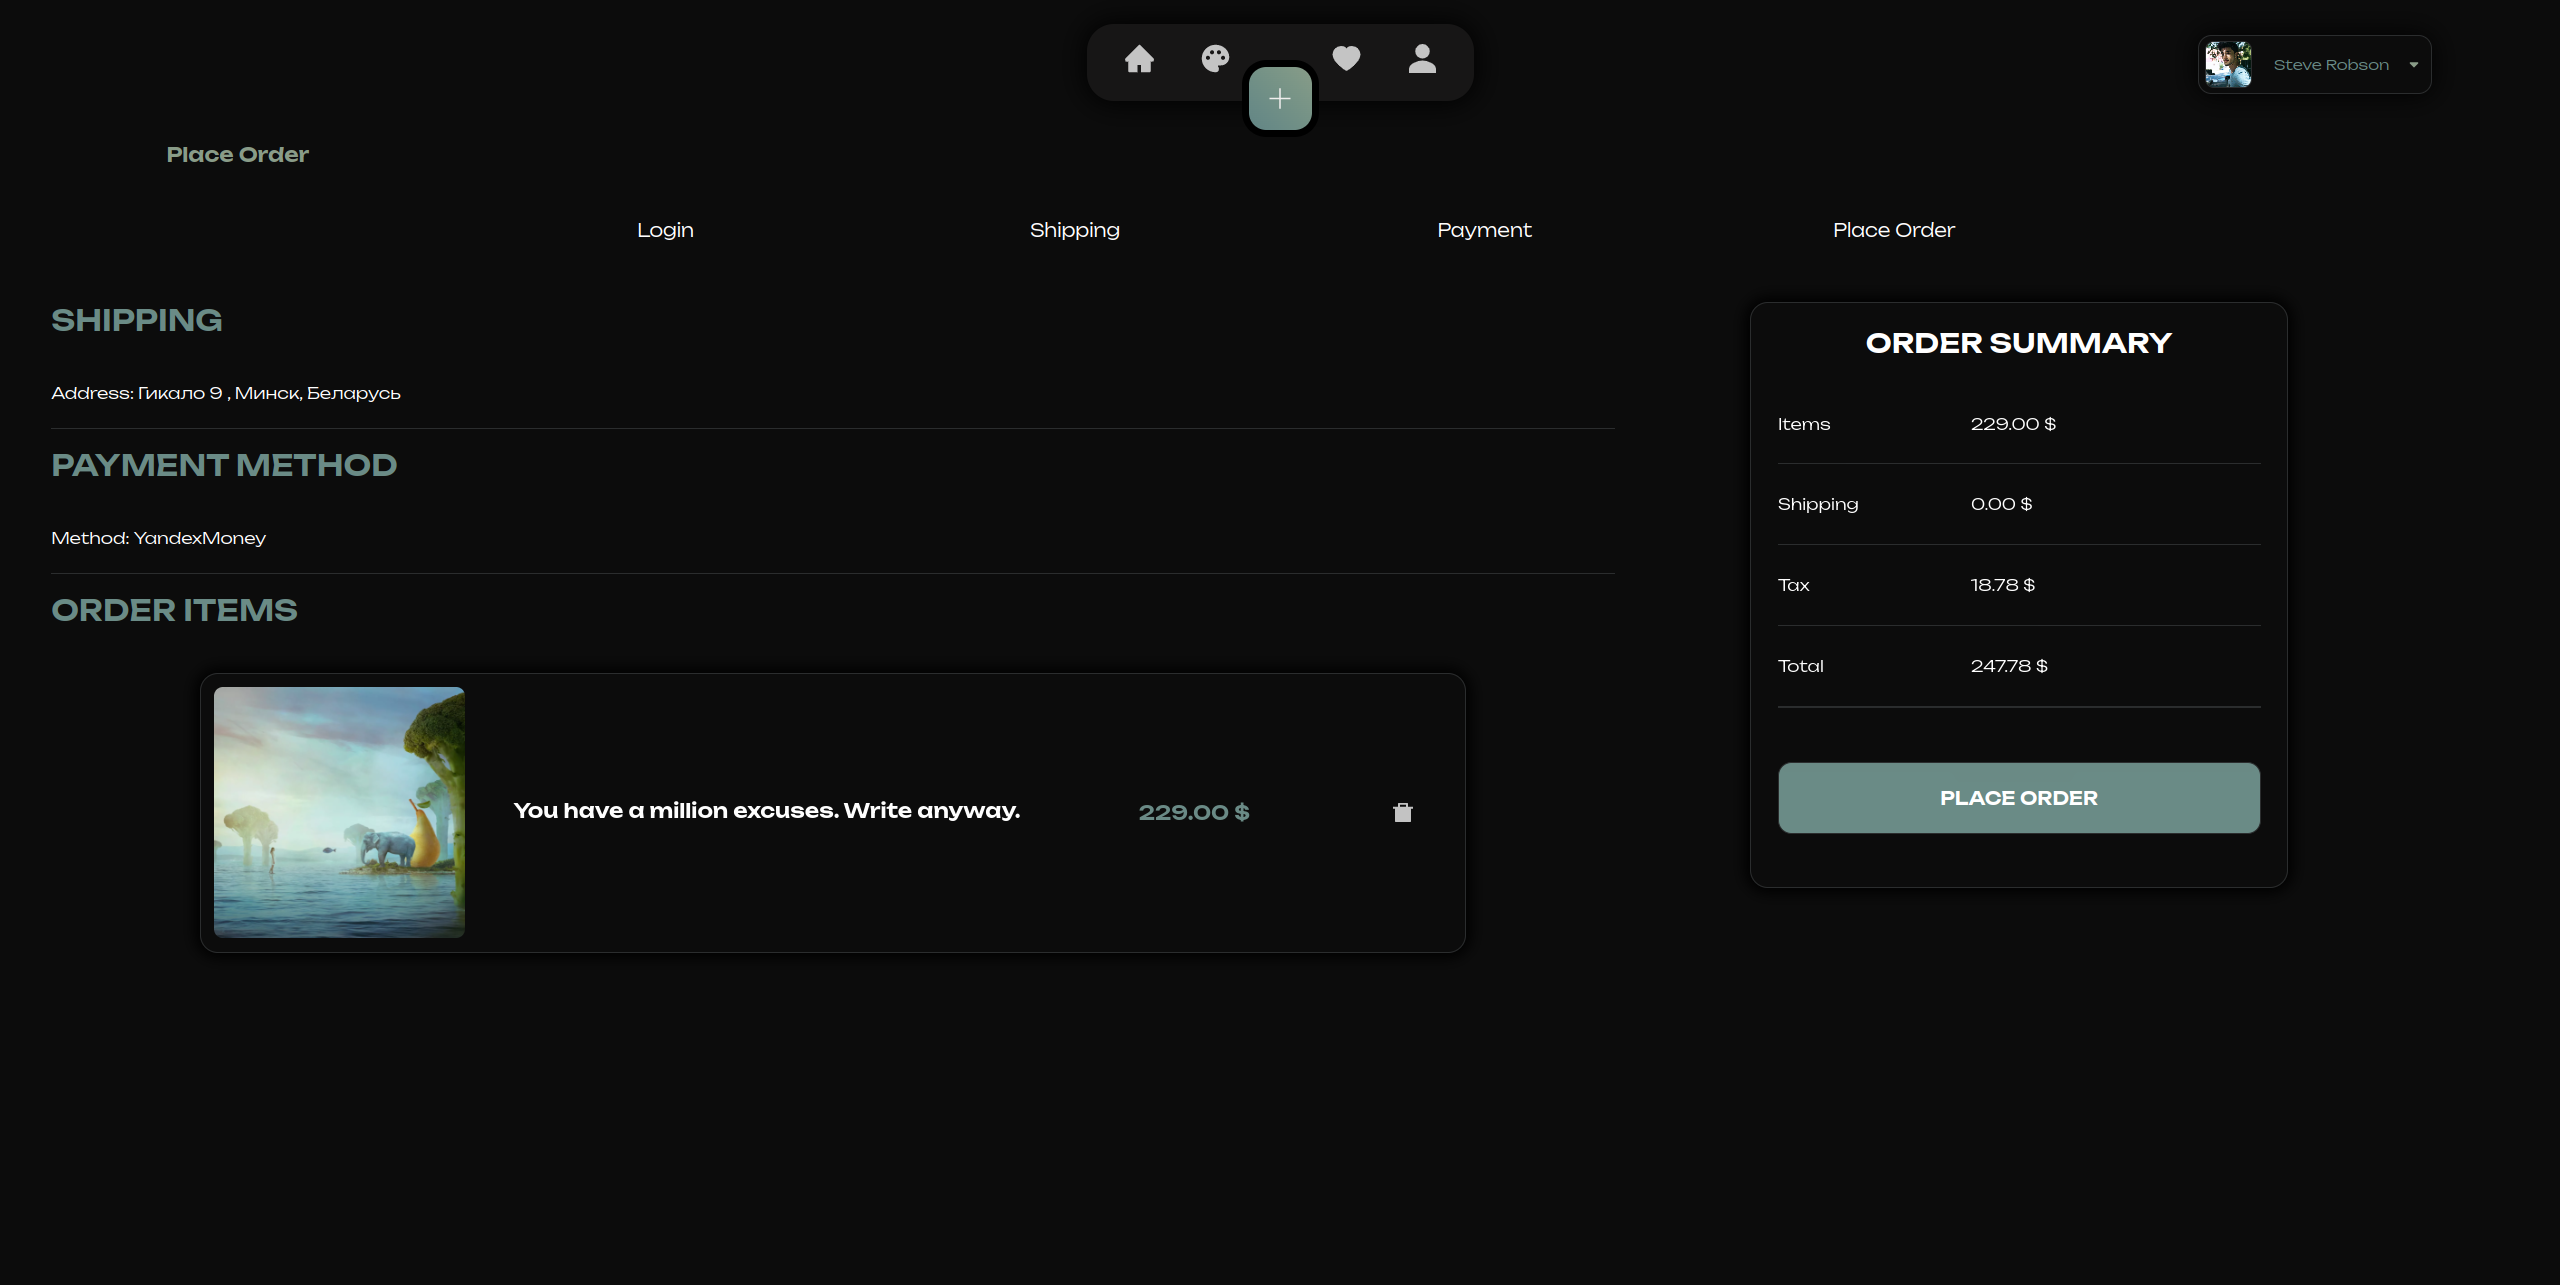 Steve Robson
Place Order
Login
Shipping
Payment
Place Order
SHIPPING
Address: Гикало 9 , Минск, Беларусь
PAYMENT METHOD
Method: YandexMoney
ORDER ITEMS
You have a million excuses. Write anyway.
229.00 $
ORDER SUMMARY
Items 229.00 $
Shipping 0.00 $
Tax 18.78 $
Total 247.78 $
PLACE ORDER